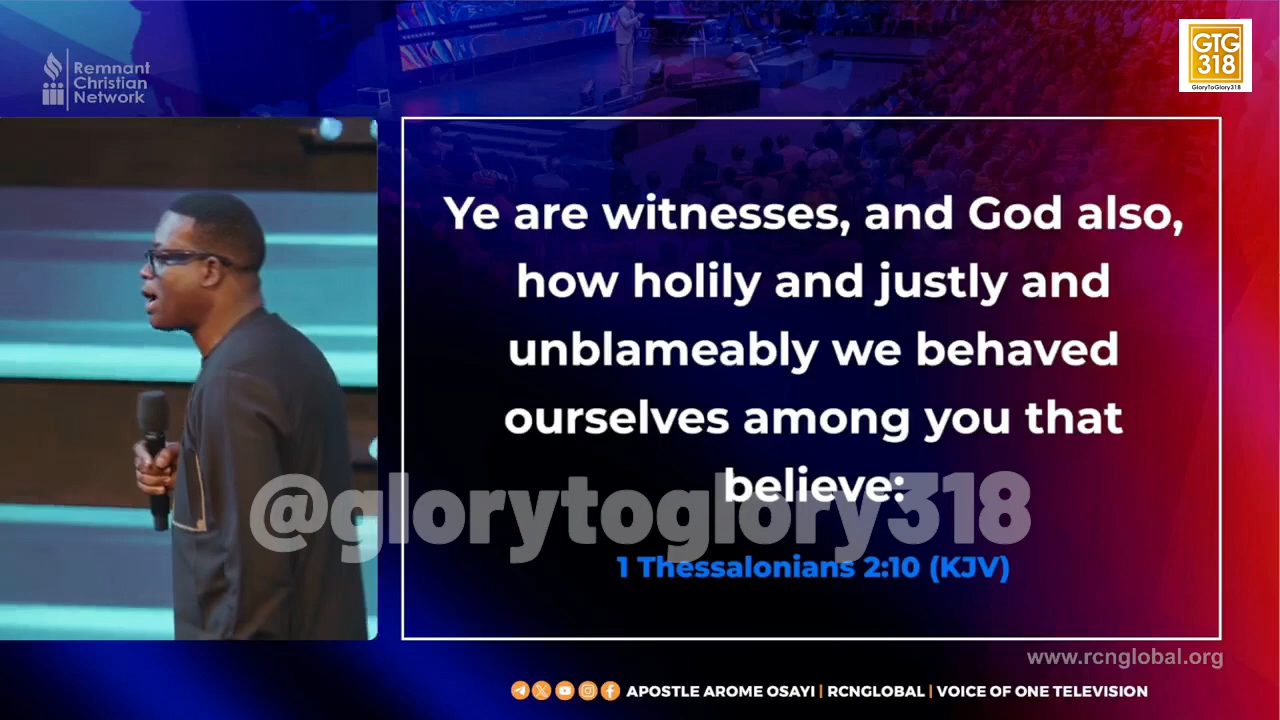 Remnant
Christian
Network
GTG
318
GloryToGlory318
Ye are witnesses, and God also,
how holily and justly and
unblameably we behaved
ourselves among you that
believe:
@glorytoglory318
1 Thessalonians 2:10 (KJV)
www.rcnglobal.org
APOSTLE AROME OSAYI | RCNGLOBAL | VOICE OF ONE TELEVISION